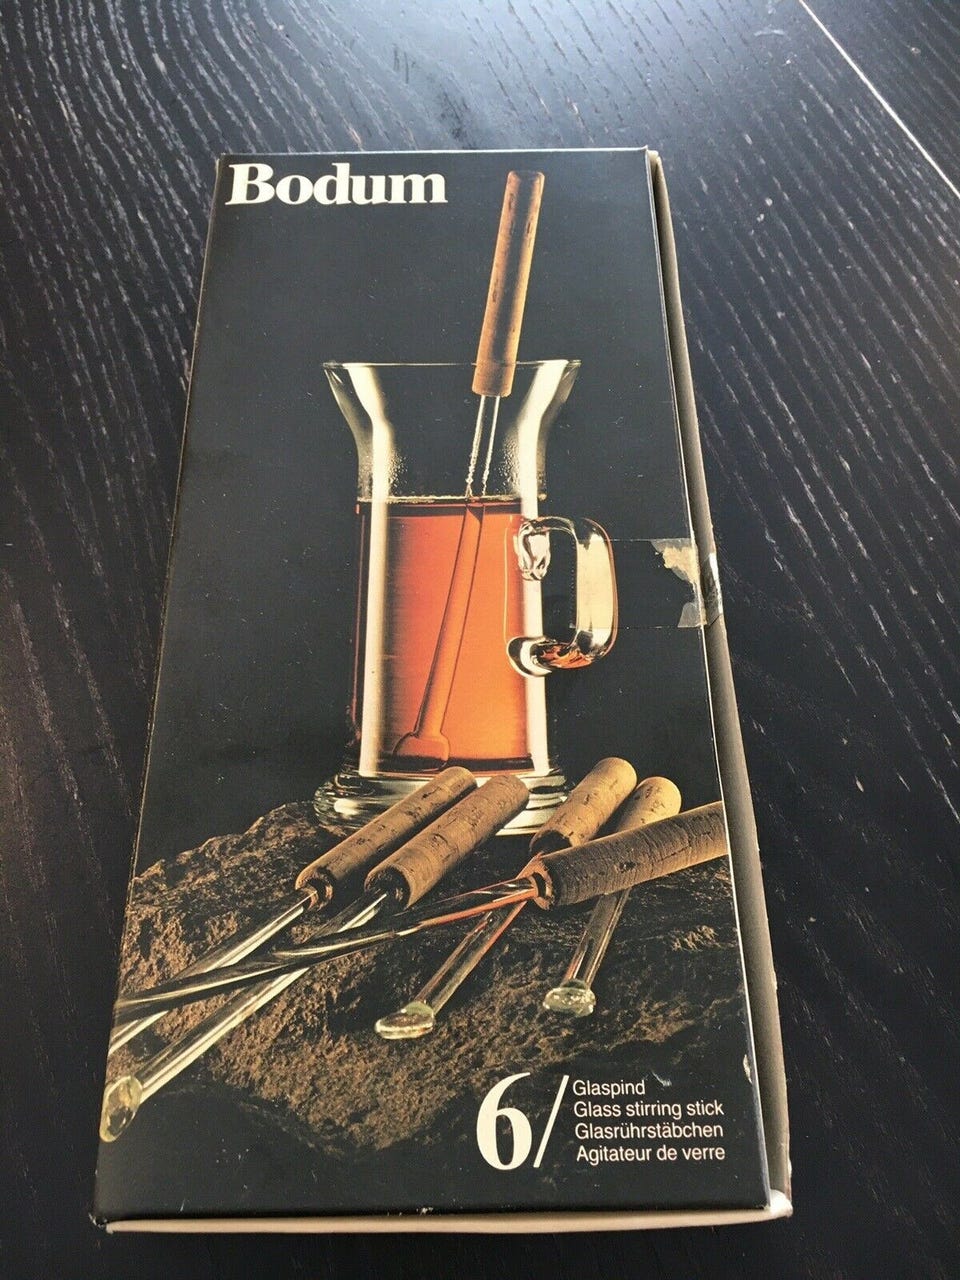 Bodum
6/
Glaspind
Glass stirring stick
Glasrührstäbchen
Agitateur de verre